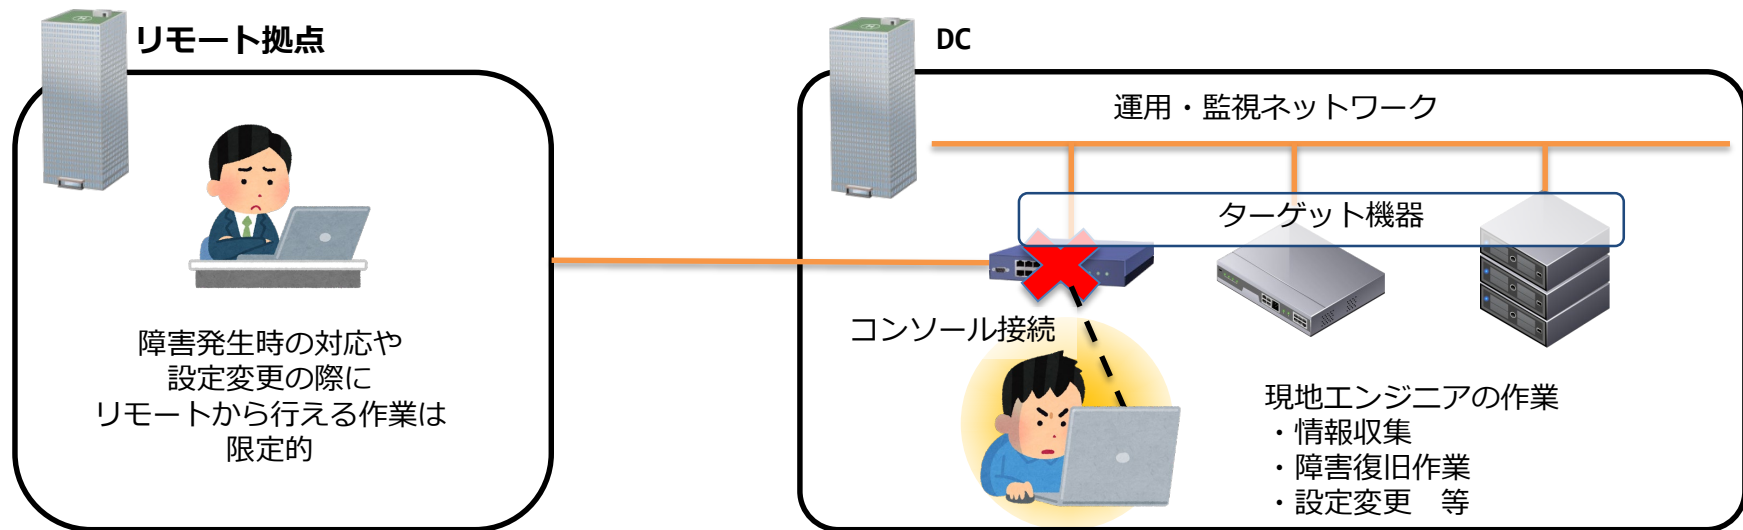 リモート拠点
障害発生時の対応や
設定変更の際に
リモートから行える作業は
限定的
DC
運用・監視ネットワーク
ターゲット機器
コンソール接続
現地エンジニアの作業
・情報収集
・障害復旧作業
・設定変更　等